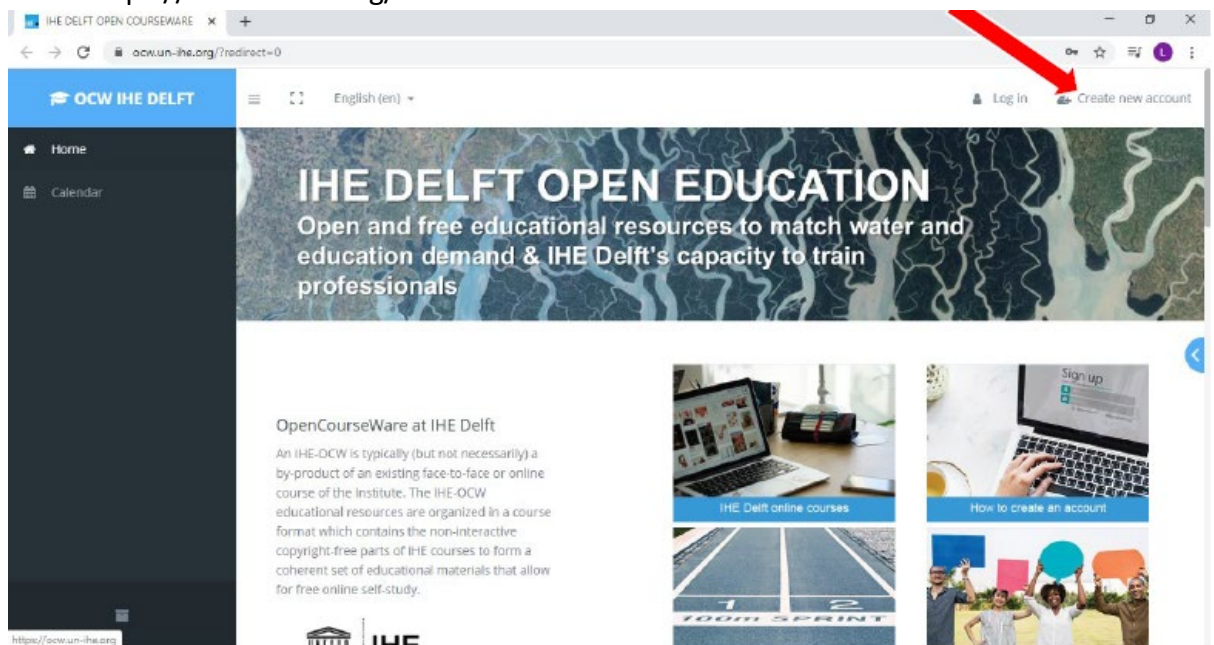 IHE DELFT OPEN COURSEWARE
ocw.un-ihe.org/?redirect=0
L
OCW IHE DELFT
English (en)
Log in
Create new account
Home
Calendar
IHE DELFT OPEN EDUCATION
Open and free educational resources to match water and
education demand & IHE Delft's capacity to train
professionals
OpenCourseWare at IHE Delft
An IHE-OCW is typically (but not necessarily) a
by-product of an existing face-to-face or online
course of the Institute. The IHE-OCW
educational resources are organized in a course
format which contains the non-interactive
copyright-free parts of IHE courses to form a
coherent set of educational materials that allow
for free online self-study.
IHE Delft online courses
Sign up
How to create an account
1 2
100m SPRINT
IHE
https://ocw.un-ihe.org